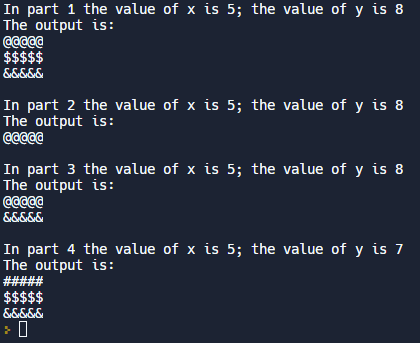 In part 1 the value of x is 5; the value of y is 8
The output is:
@@@@@
$$$$$
&&&&&
In part 2 the value of x is 5; the value of y is 8
The output is:
@@@@@
In part 3 the value of x is 5; the value of y is 8
The output is:
@@@@@
&&&&&
In part 4 the value of x is 5; the value of y is 7
The output is:
#####
$$$$$
&&&&&